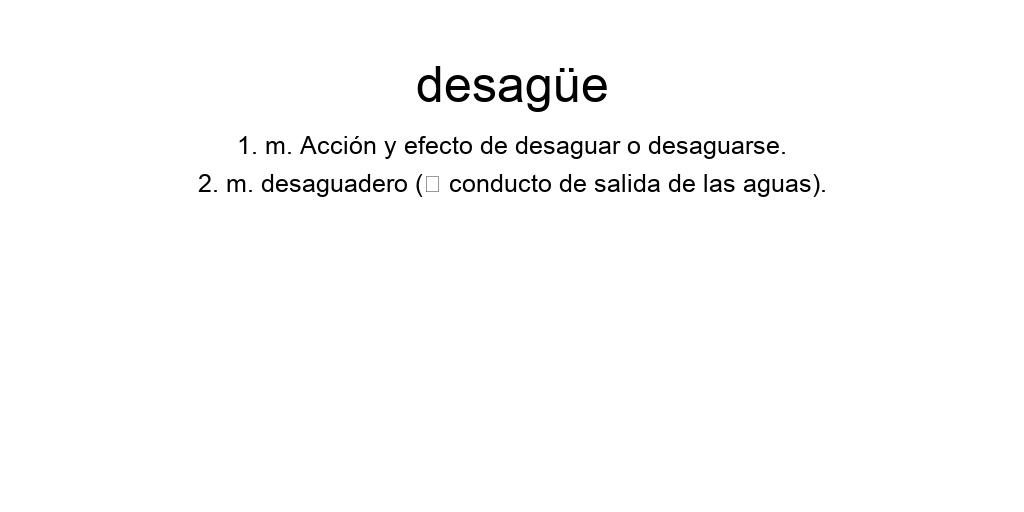 desagüe
1. m. Acción y efecto de desaguar o desaguarse.
2. m. desaguadero (▯ conducto de salida de las aguas).